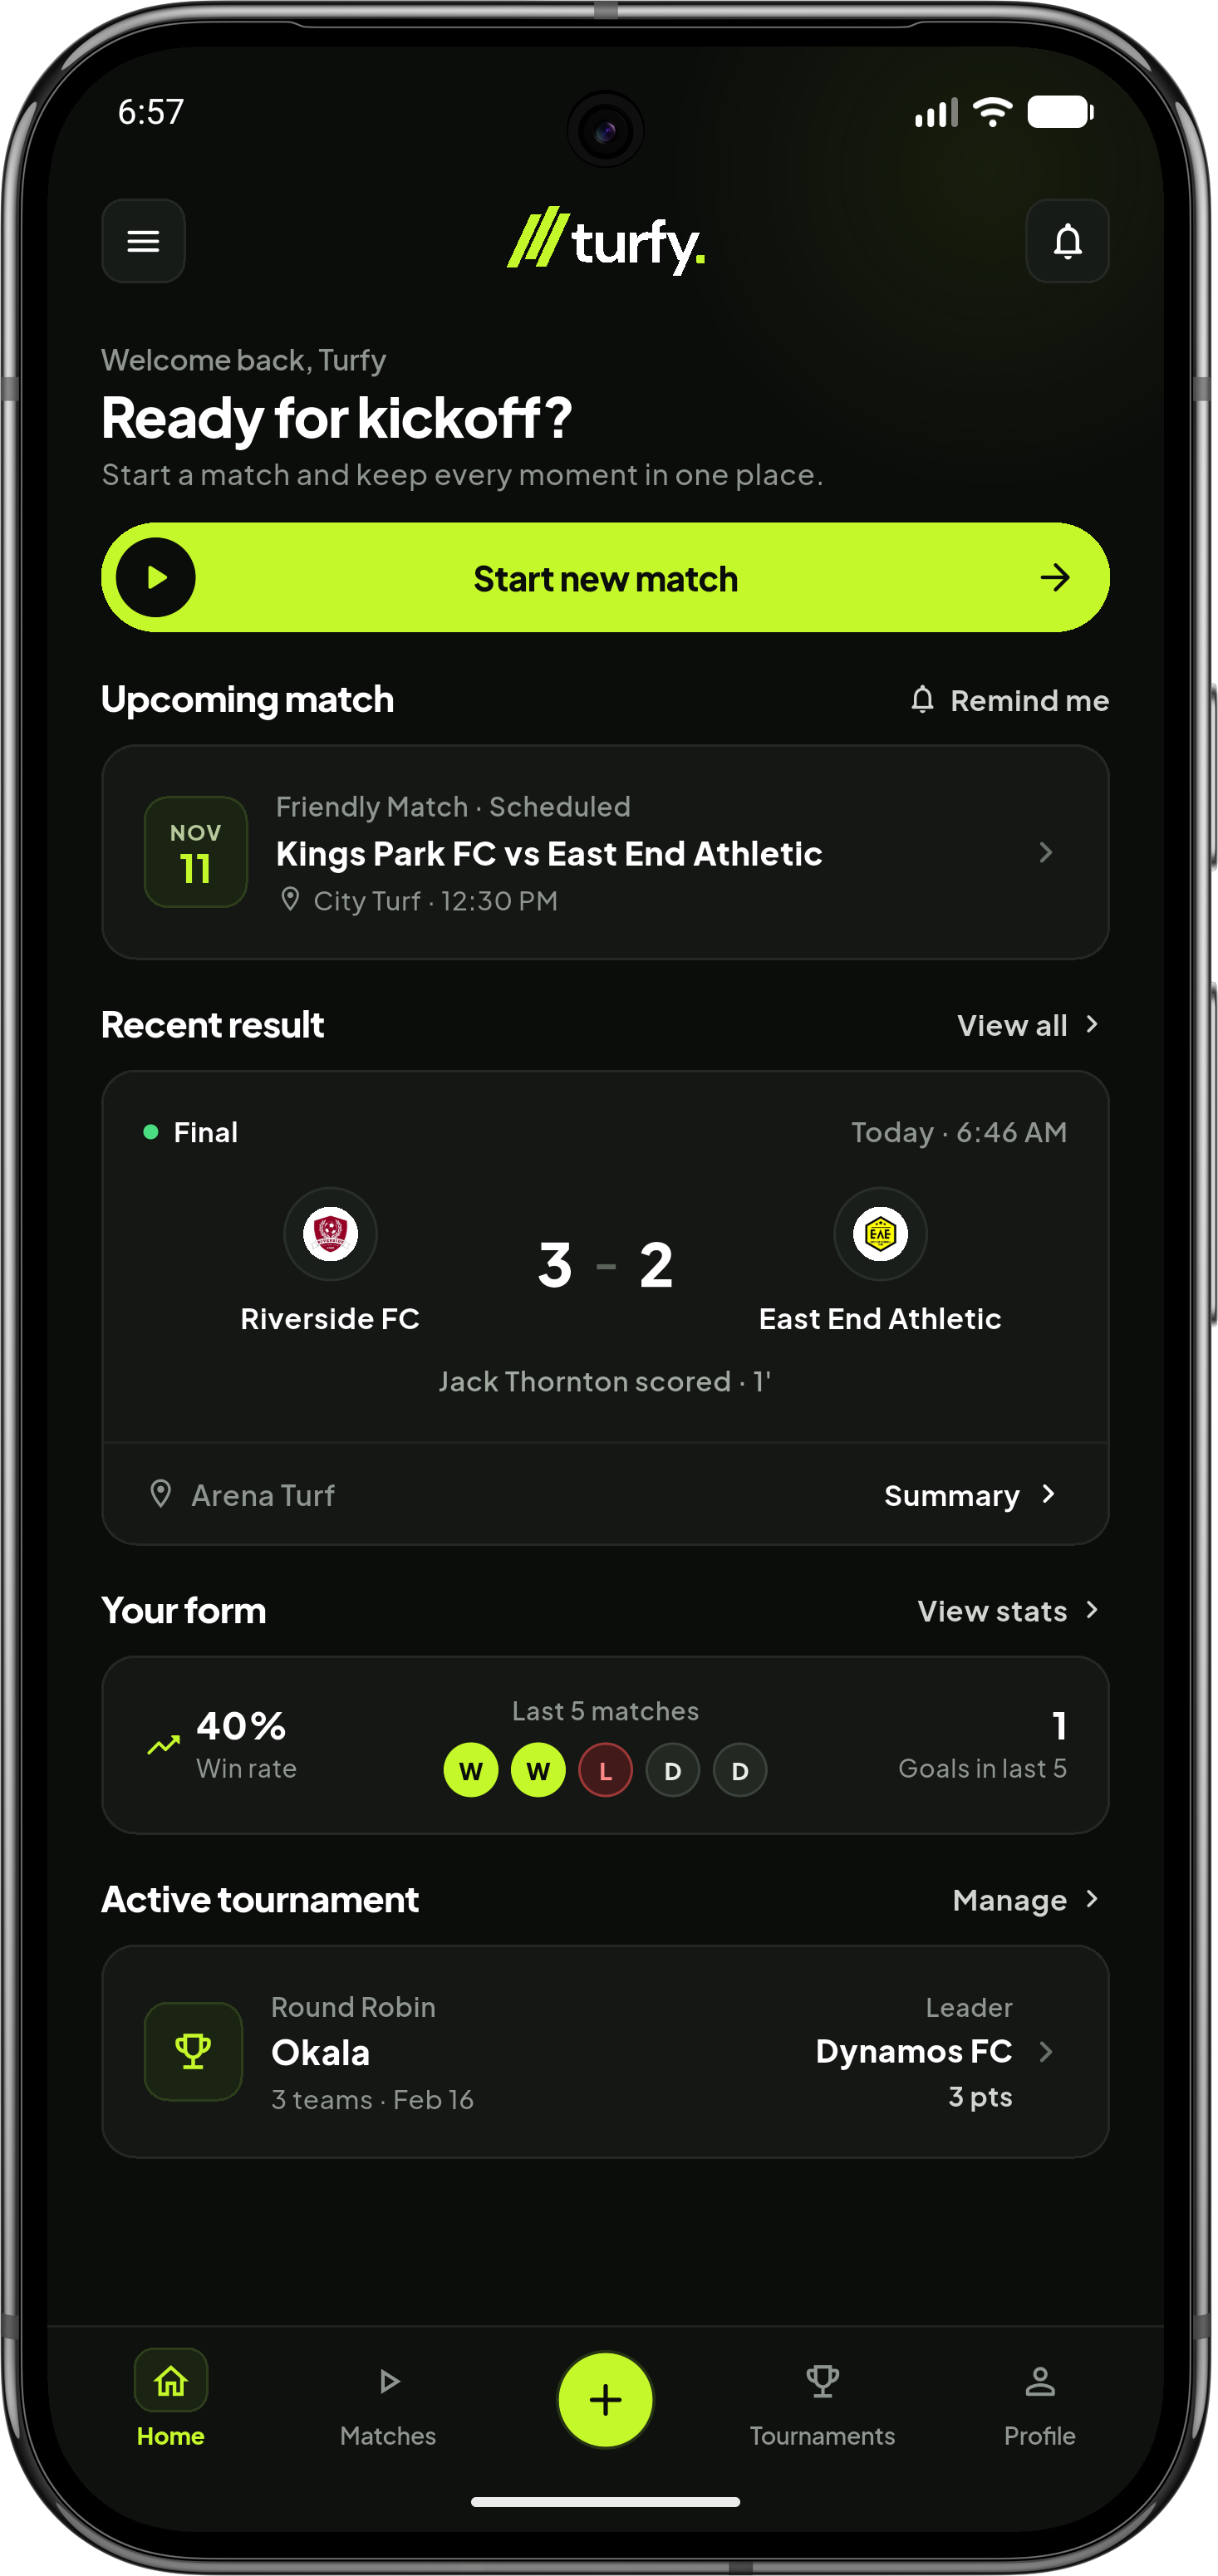 6:57
turfy.
Welcome back, Turfy
Ready for kickoff?
Start a match and keep every moment in one place.
Start new match
Upcoming match
Remind me
NOV
11
Friendly Match · Scheduled
Kings Park FC vs East End Athletic
City Turf · 12:30 PM
Recent result
View all
Final
Today · 6:46 AM
3 - 2
Riverside FC
East End Athletic
Jack Thornton scored · 1'
Arena Turf
Summary
Your form
View stats
40%
Win rate
Last 5 matches
W W L D D
1
Goals in last 5
Active tournament
Manage
Round Robin
Okala
3 teams · Feb 16
Leader
Dynamos FC
3 pts
Home
Matches
Tournaments
Profile